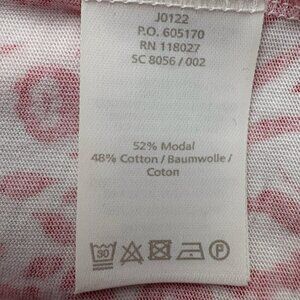 J0122
P.O. 605170
RN 118027
SC 8056 / 002
52% Modal
48% Cotton / Baumwolle /
Coton
30
P